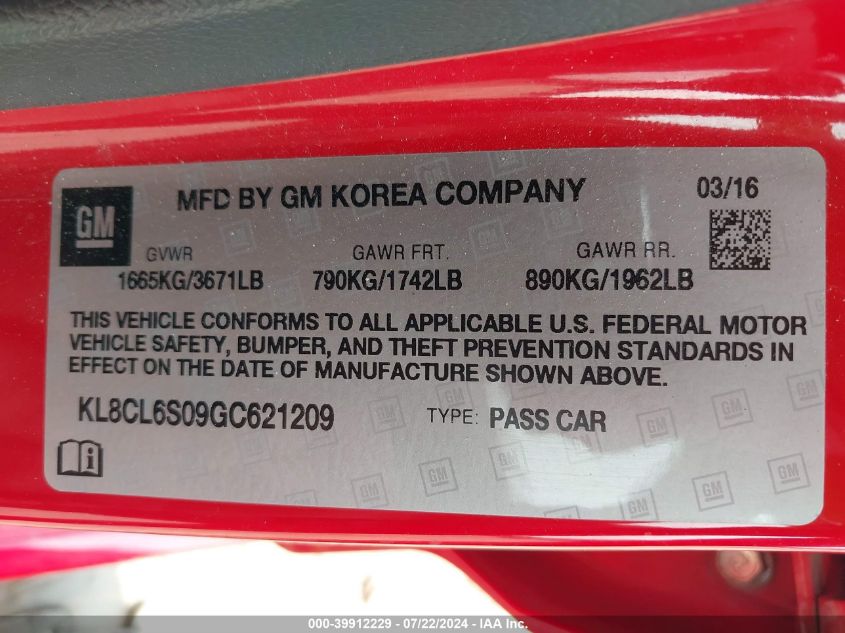 GM
MFD BY GM KOREA COMPANY 03/16
GVWR GAWR FRT. GAWR RR.
1665KG/3671LB 790KG/1742LB 890KG/1962LB
THIS VEHICLE CONFORMS TO ALL APPLICABLE U.S. FEDERAL MOTOR
VEHICLE SAFETY, BUMPER, AND THEFT PREVENTION STANDARDS IN
EFFECT ON THE DATE OF MANUFACTURE SHOWN ABOVE.
KL8CL6S09GC621209 TYPE: PASS CAR
000-39912229 - 07/22/2024 - IAA Inc.